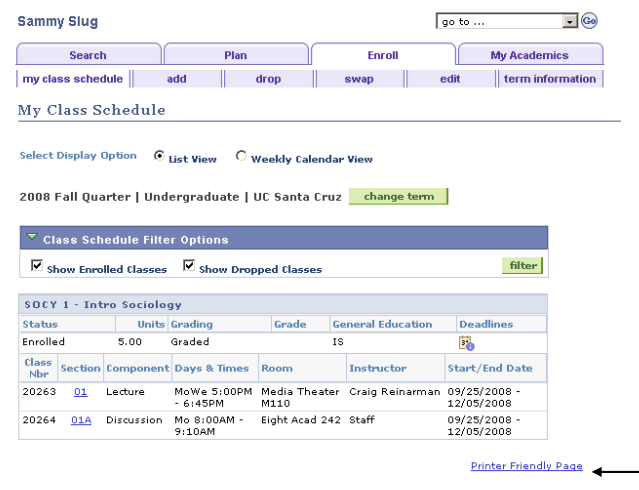 Sammy Slug
go to ...
Go
Search Plan Enroll My Academics
my class schedule add drop swap edit term information
My Class Schedule
Select Display Option List View Weekly Calendar View
2008 Fall Quarter | Undergraduate | UC Santa Cruz change term
Class Schedule Filter Options
Show Enrolled Classes Show Dropped Classes filter
SOCY 1 - Intro Sociology
Status Units Grading Grade General Education Deadlines
Enrolled 5.00 Graded IS
Class Nbr Section Component Days & Times Room Instructor Start/End Date
20263 01 Lecture MoWe 5:00PM Media Theater Craig Reinarman 09/25/2008 -
- 6:45PM M110 12/05/2008
20264 01A Discussion Mo 8:00AM - Eight Acad 242 Staff 09/25/2008 -
9:10AM 12/05/2008
Printer Friendly Page